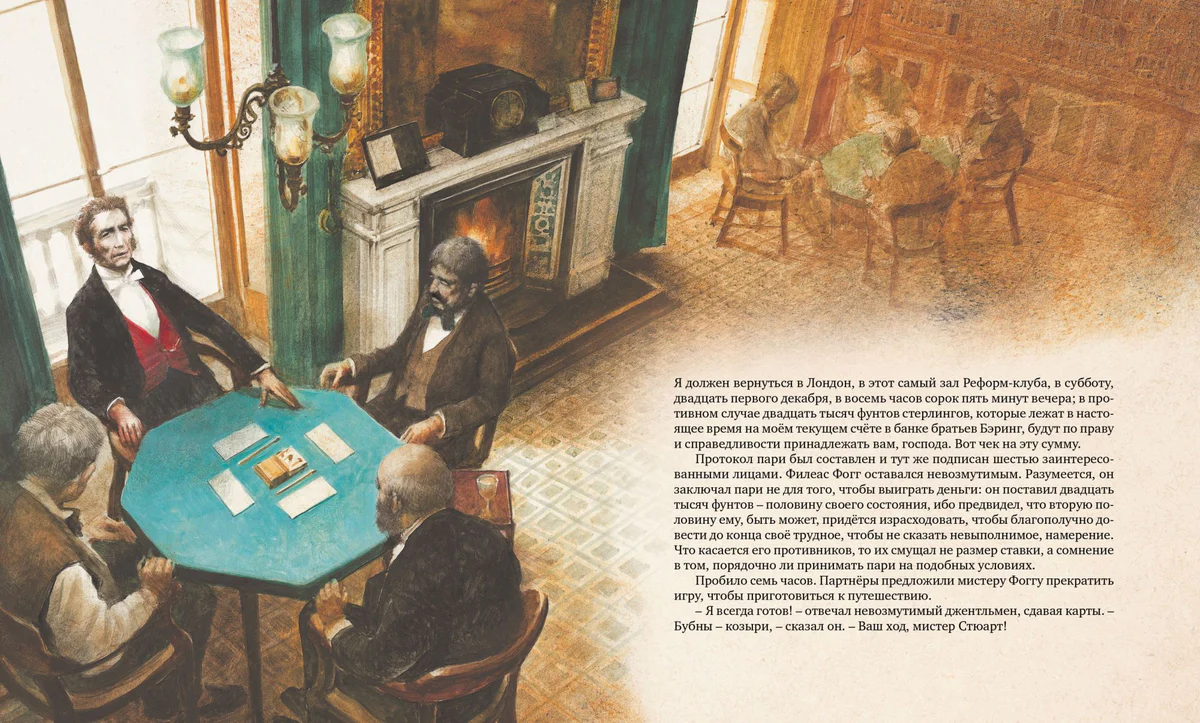 Я должен вернуться в Лондон, в этот самый зал Реформ-клуба, в субботу,
двадцать первого декабря, в восемь часов сорок пять минут вечера; в про-
тивном случае двадцать тысяч фунтов стерлингов, которые лежат в насто-
ящее время на моём текущем счёте в банке братьев Бэринг, будут по праву
и справедливости принадлежать вам, господа. Вот чек на эту сумму.
Протокол пари был составлен и тут же подписан шестью заинтересо-
ванными лицами. Филеас Фогг оставался невозмутимым. Разумеется, он
заключал пари не для того, чтобы выиграть деньги: он поставил двадцать
тысяч фунтов – половину своего состояния, ибо предвидел, что вторую по-
ловину ему, быть может, придётся израсходовать, чтобы благополучно до-
вести до конца своё трудное, чтобы не сказать невыполнимое, намерение.
Что касается его противников, то их смущал не размер ставки, а сомнение
в том, порядочно ли принимать пари на подобных условиях.
Пробило семь часов. Партнёры предложили мистеру Фоггу прекратить
игру, чтобы приготовиться к путешествию.
– Я всегда готов! – отвечал невозмутимый джентльмен, сдавая карты. –
Бубны – козыри, – сказал он. – Ваш ход, мистер Стюарт!